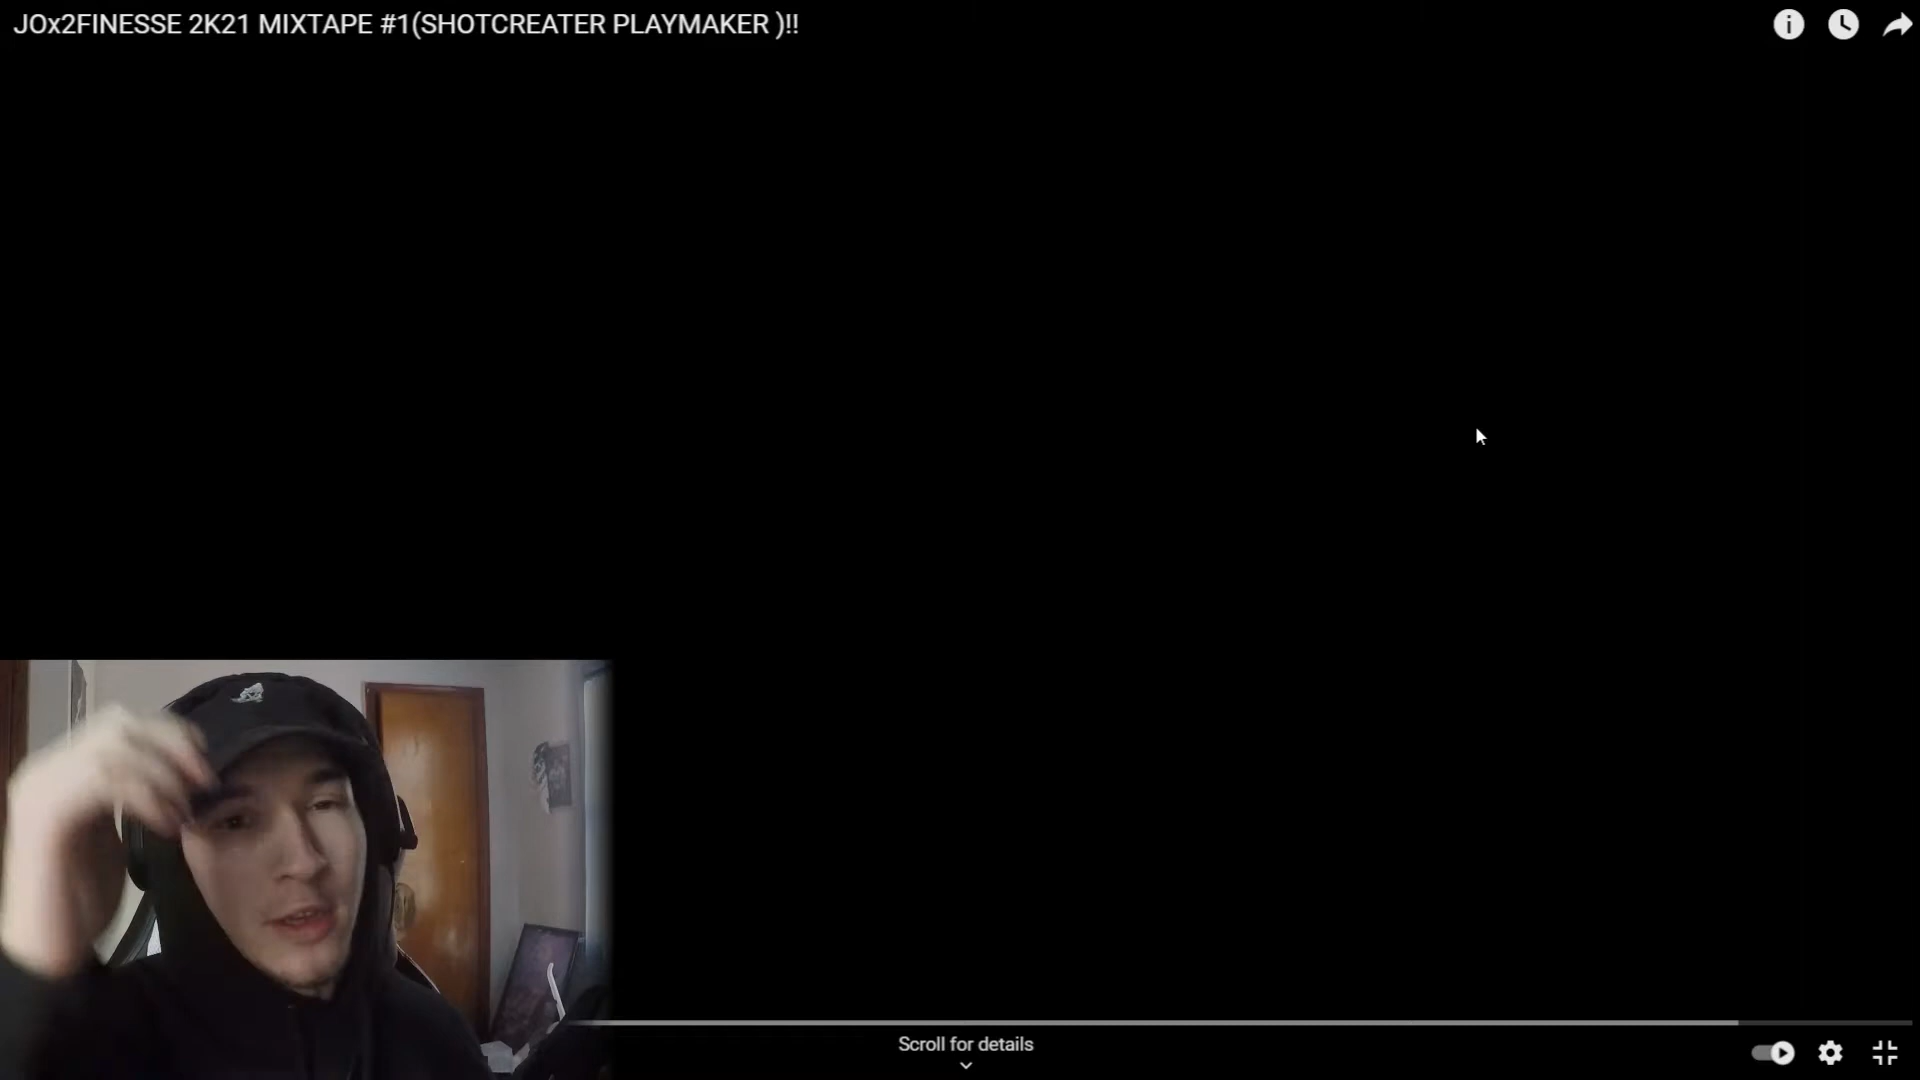 JOx2FINESSE 2K21 MIXTAPE #1(SHOTCREATER PLAYMAKER )!!
Scroll for details